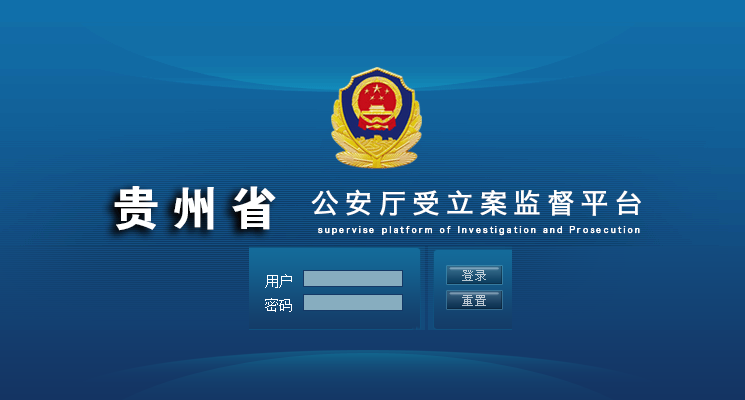 贵州省 公安厅受立案监督平台
supervise platform of Investigation and Prosecution
用户 登录
密码 重置